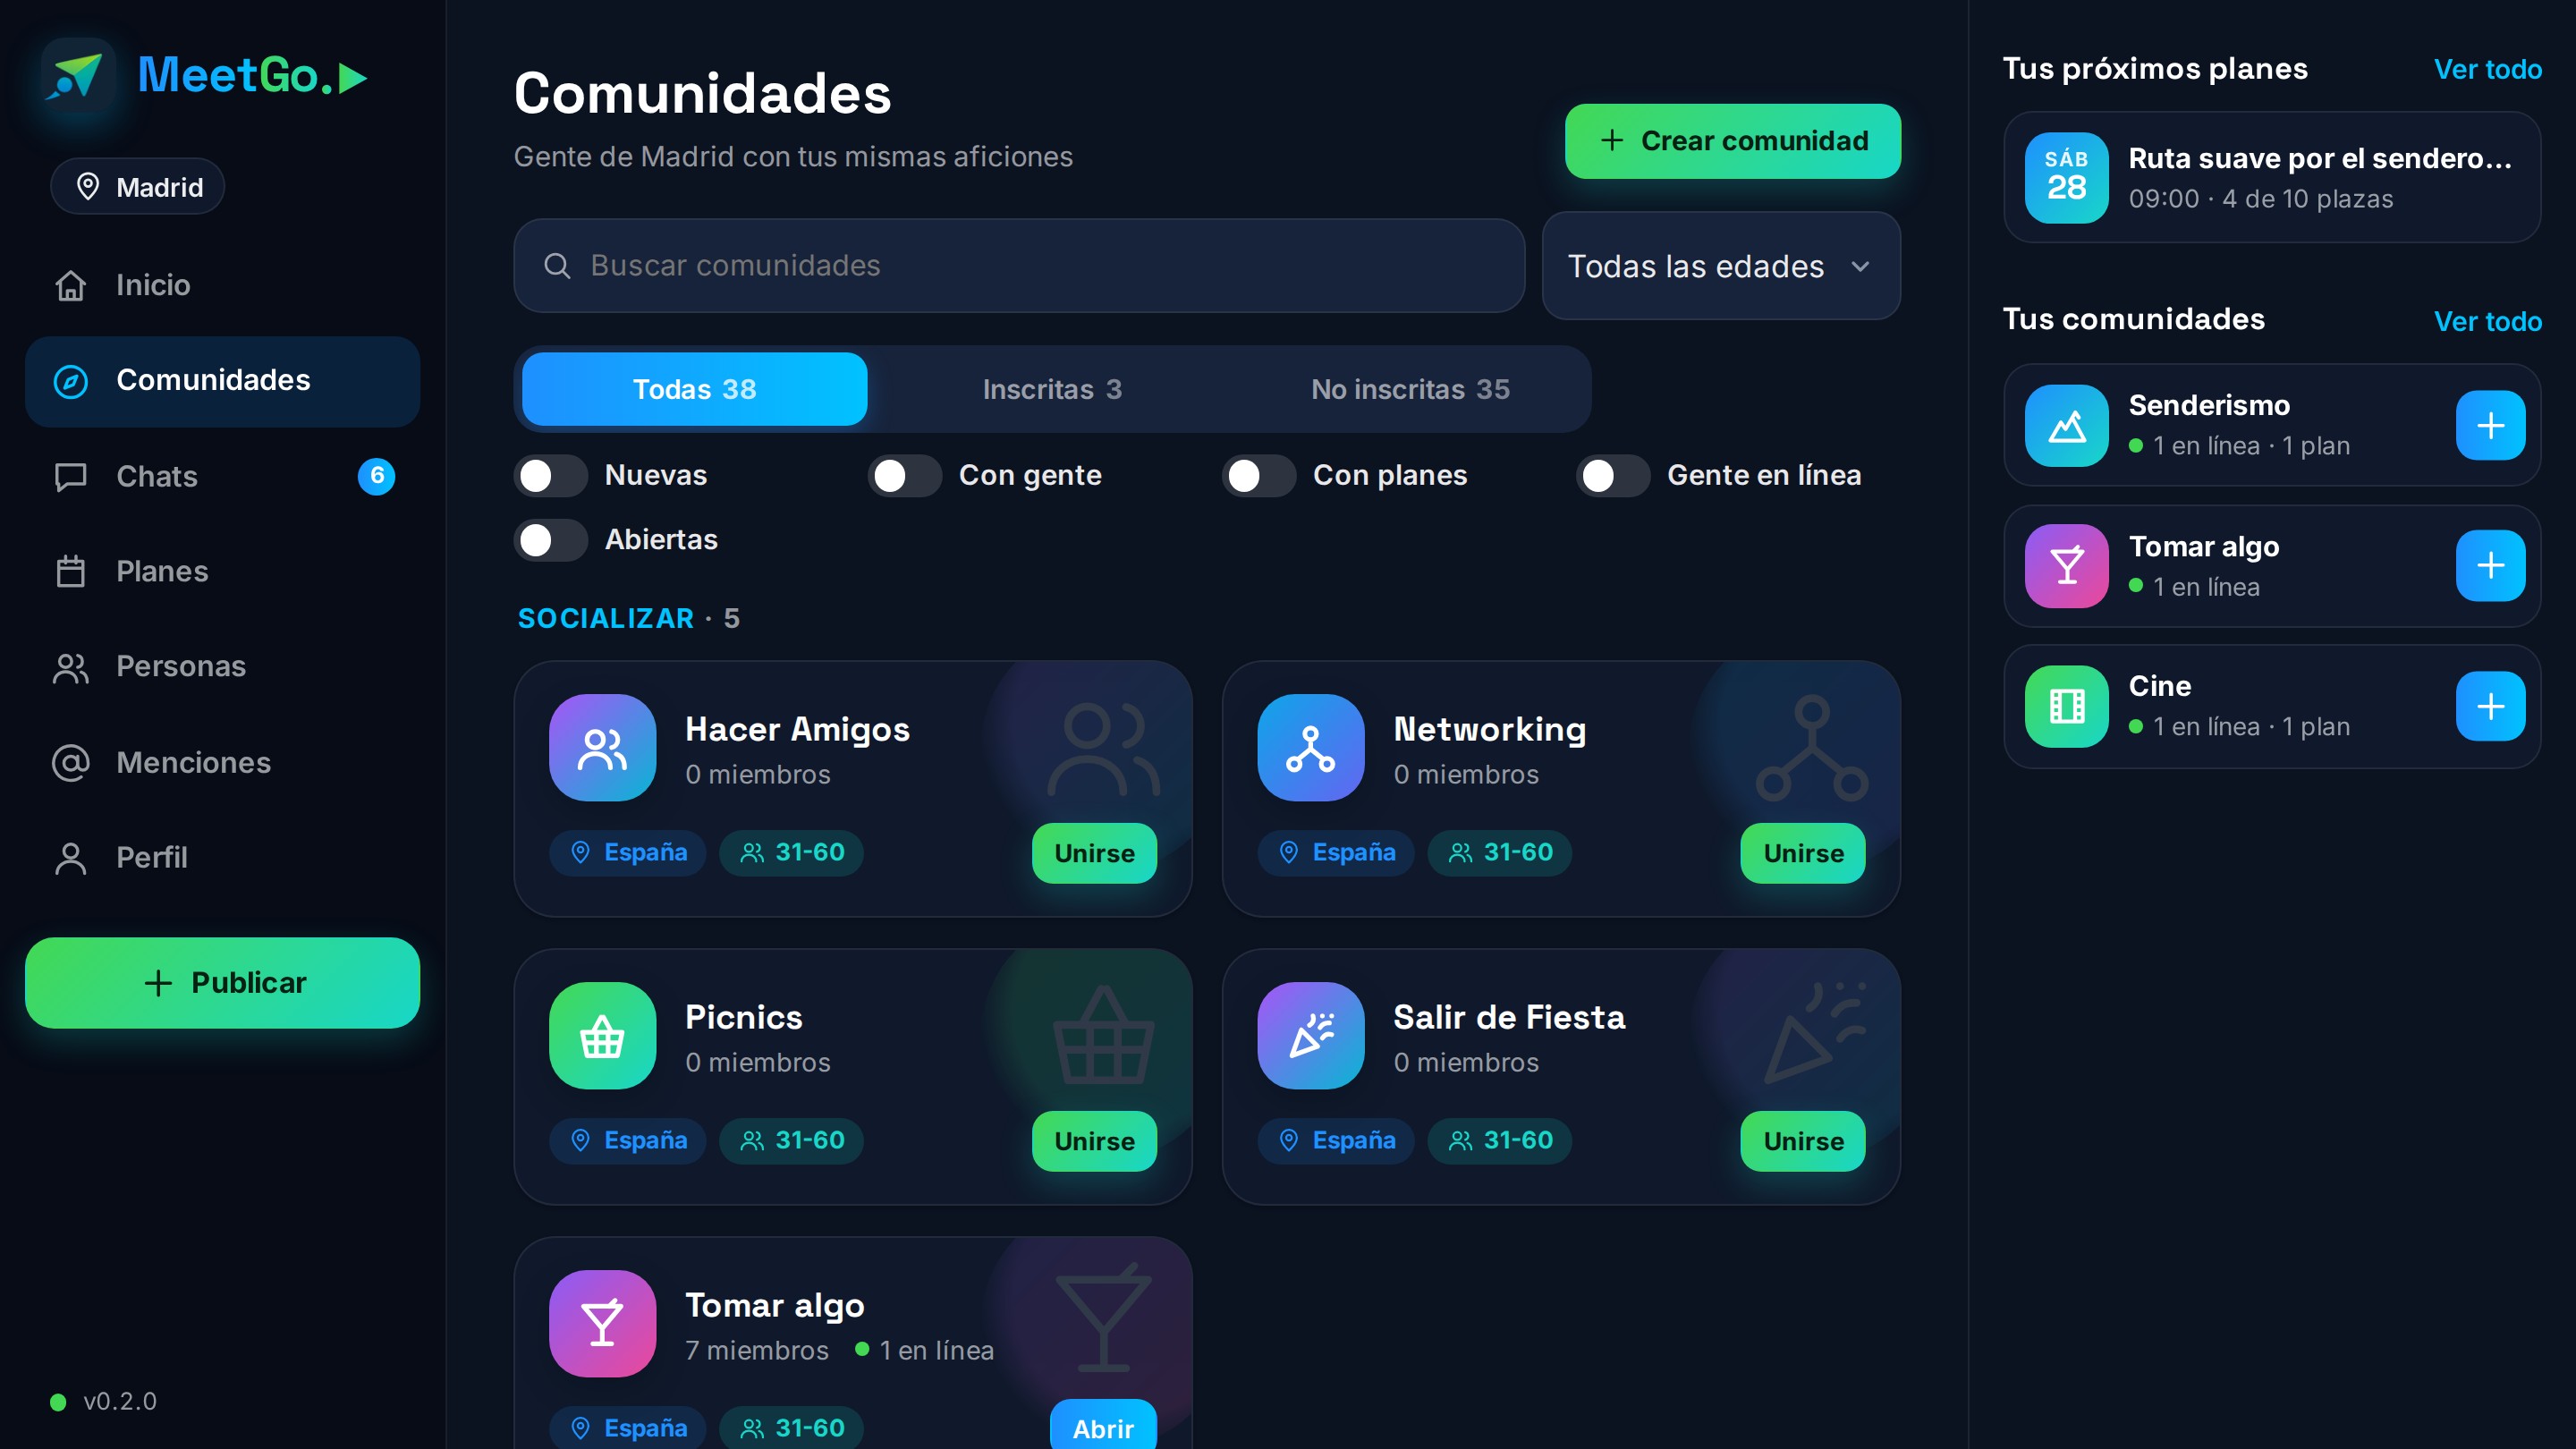 MeetGo.
Madrid
Inicio
Comunidades
Chats 6
Planes
Personas
Menciones
Perfil
Publicar
v0.2.0
Comunidades
Gente de Madrid con tus mismas aficiones
Crear comunidad
Buscar comunidades
Todas las edades
Todas 38 Inscritas 3 No inscritas 35
Nuevas Con gente Con planes Gente en línea
Abiertas
SOCIALIZAR · 5
Hacer Amigos
0 miembros
España 31-60 Unirse
Networking
0 miembros
España 31-60 Unirse
Picnics
0 miembros
España 31-60 Unirse
Salir de Fiesta
0 miembros
España 31-60 Unirse
Tomar algo
7 miembros 1 en línea
España 31-60 Abrir
Tus próximos planes Ver todo
SÁB
28
Ruta suave por el sendero...
09:00 · 4 de 10 plazas
Tus comunidades Ver todo
Senderismo
1 en línea · 1 plan
Tomar algo
1 en línea
Cine
1 en línea · 1 plan